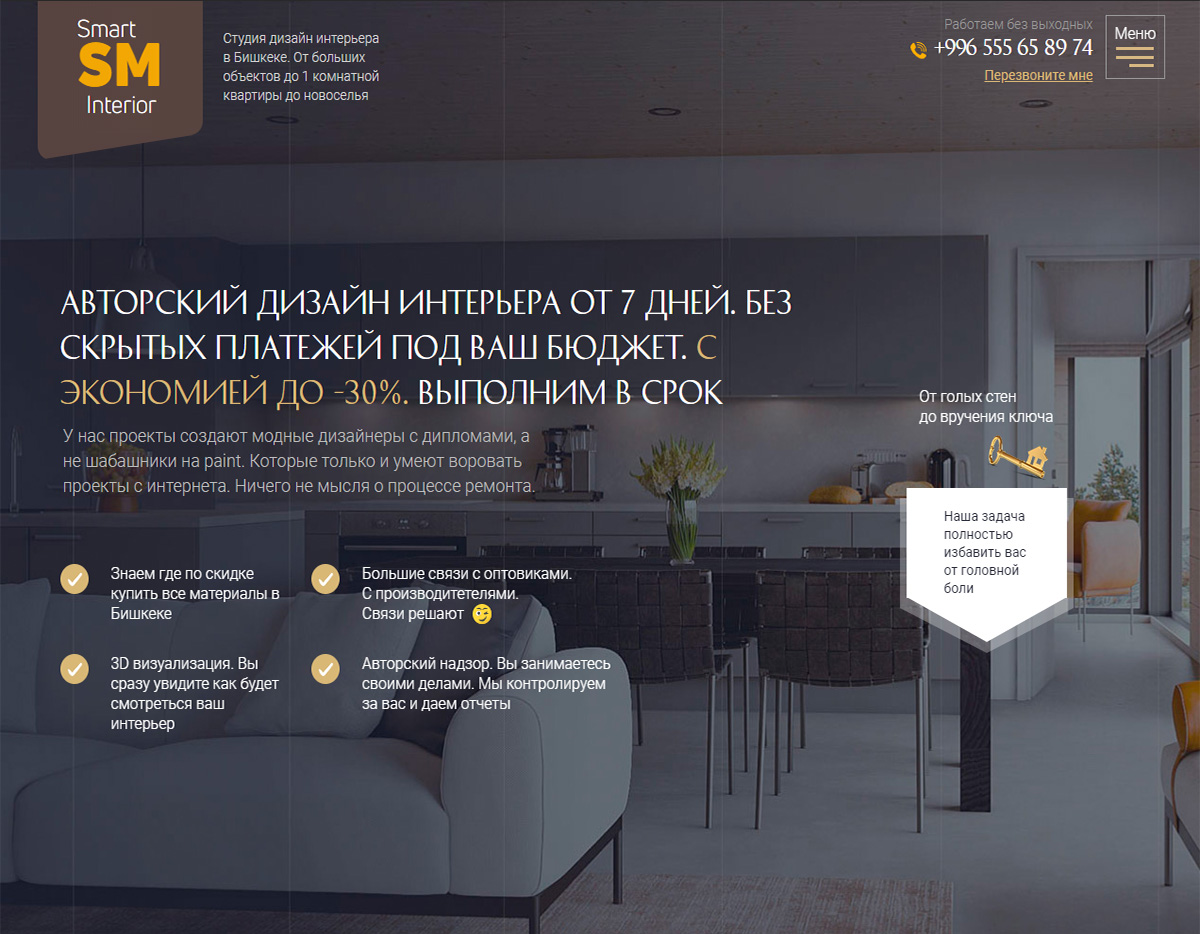 Smart
SM
Interior
Студия дизайн интерьера
в Бишкеке. От больших
объектов до 1 комнатной
квартиры до новоселья
Работаем без выходных
+996 555 65 89 74
Перезвоните мне
Меню
АВТОРСКИЙ ДИЗАЙН ИНТЕРЬЕРА ОТ 7 ДНЕЙ. БЕЗ
СКРЫТЫХ ПЛАТЕЖЕЙ ПОД ВАШ БЮДЖЕТ. С
ЭКОНОМИЕЙ ДО -30%. ВЫПОЛНИМ В СРОК
У нас проекты создают модные дизайнеры с дипломами, а
не шабашники на paint. Которые только и умеют воровать
проекты с интернета. Ничего не мысля о процессе ремонта.
От голых стен
до вручения ключа
Наша задача
полностью
избавить вас
от головной
боли
Знаем где по скидке
купить все материалы в
Бишкеке
Большие связи с оптовиками.
С производитетелями.
Связи решают 😉
3D визуализация. Вы
сразу увидите как будет
смотреться ваш
интерьер
Авторский надзор. Вы занимаетесь
своими делами. Мы контролируем
за вас и даем отчеты